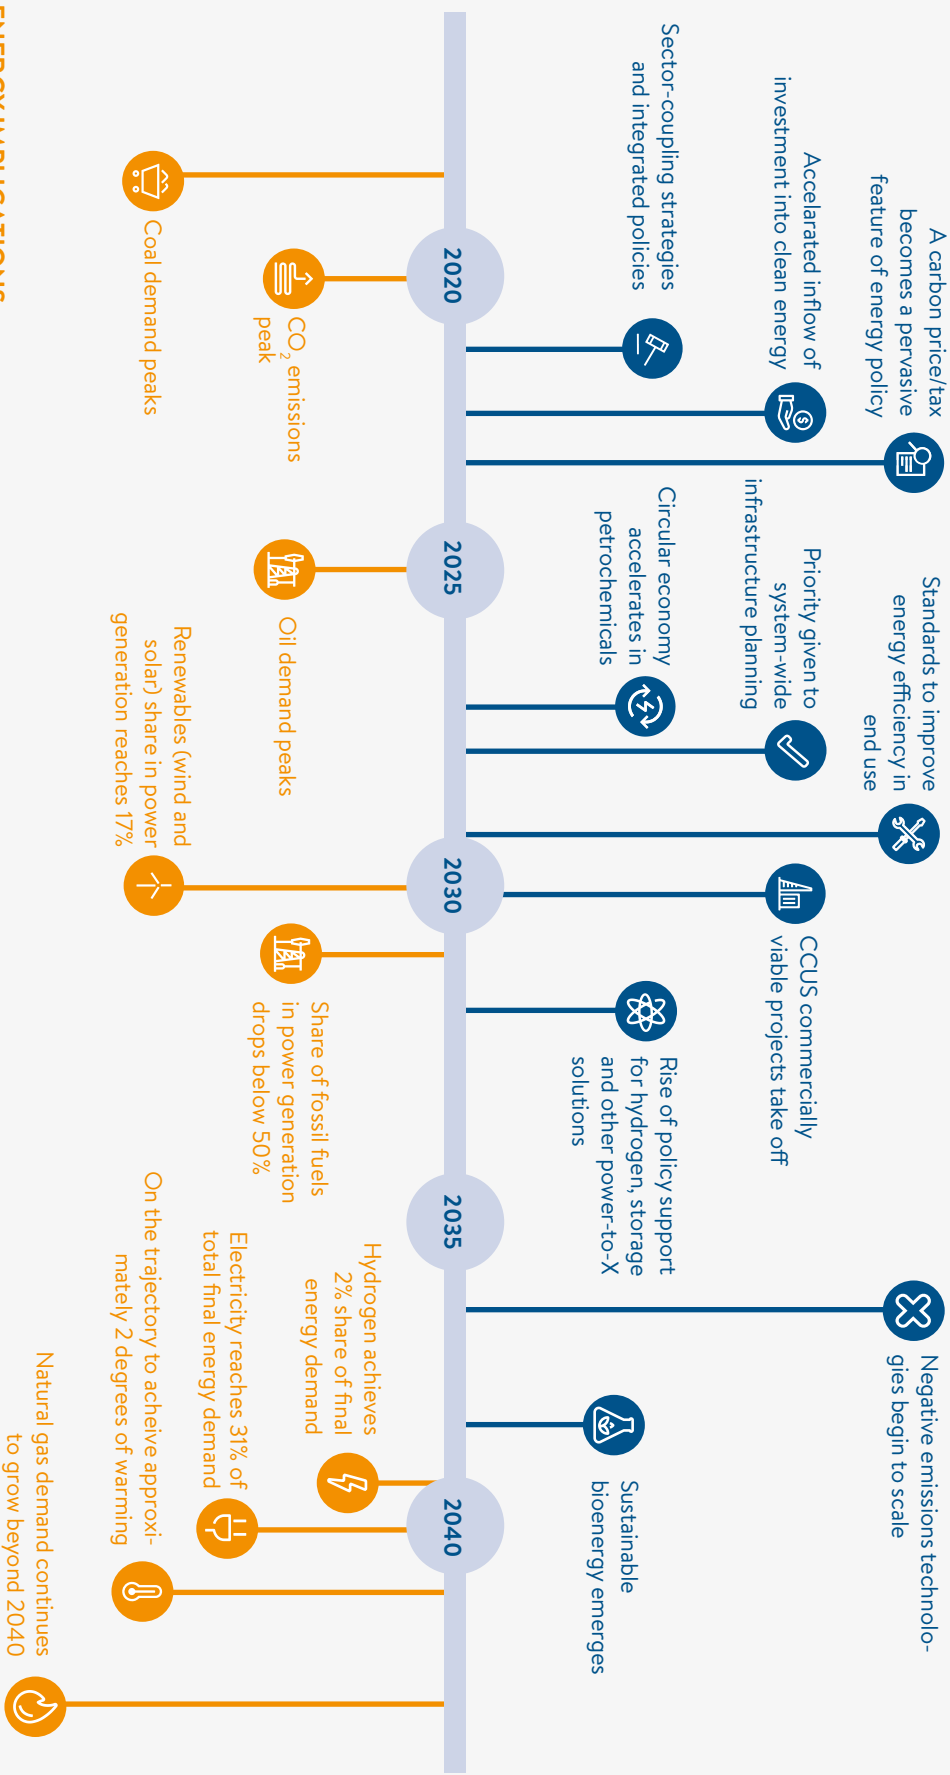 A carbon price/tax
becomes a pervasive
feature of energy policy
Standards to improve
energy efficiency in
end use
Negative emissions technolo-
gies begin to scale
Accelarated inflow of
investment into clean energy
Priority given to
system-wide
infrastructure planning
CCUS commercially
viable projects take off
Sector-coupling strategies
and integrated policies
Circular economy
accelerates in
petrochemicals
Rise of policy support
for hydrogen, storage
and other power-to-X
solutions
Sustainable
bioenergy emerges
2020
2025
2030
2035
2040
CO₂ emissions
peak
Oil demand peaks
Share of fossil fuels
in power generation
drops below 50%
Hydrogen achieves
2% share of final
energy demand
Electricity reaches 31% of
total final energy demand
Coal demand peaks
Renewables (wind and
solar) share in power
generation reaches 17%
On the trajectory to acheive approxi-
mately 2 degrees of warming
Natural gas demand continues
to grow beyond 2040
ENERGY IMPLICATIONS